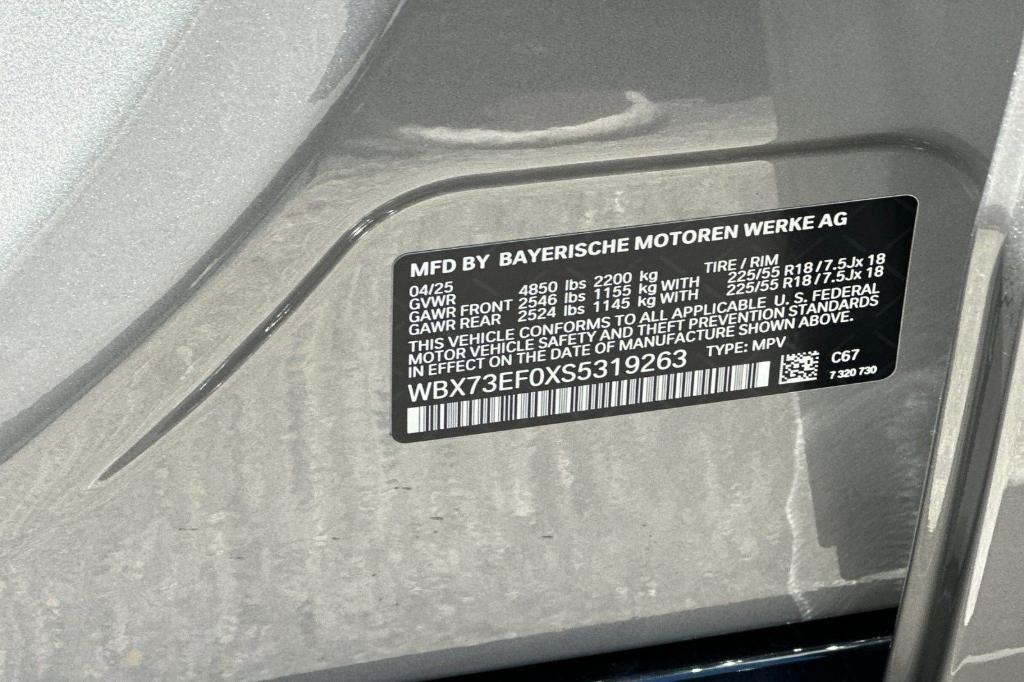 MFD BY BAYERISCHE MOTOREN WERKE AG
04/25 TIRE / RIM
GVWR 4850 lbs 2200 kg
GAWR FRONT 2546 lbs 1155 kg WITH 225/55 R18 / 7.5Jx 18
GAWR REAR 2524 lbs 1145 kg WITH 225/55 R18 / 7.5Jx 18
THIS VEHICLE CONFORMS TO ALL APPLICABLE U. S. FEDERAL
MOTOR VEHICLE SAFETY AND THEFT PREVENTION STANDARDS
IN EFFECT ON THE DATE OF MANUFACTURE SHOWN ABOVE.
WBX73EF0XS5319263 TYPE: MPV
C67
7 320 730